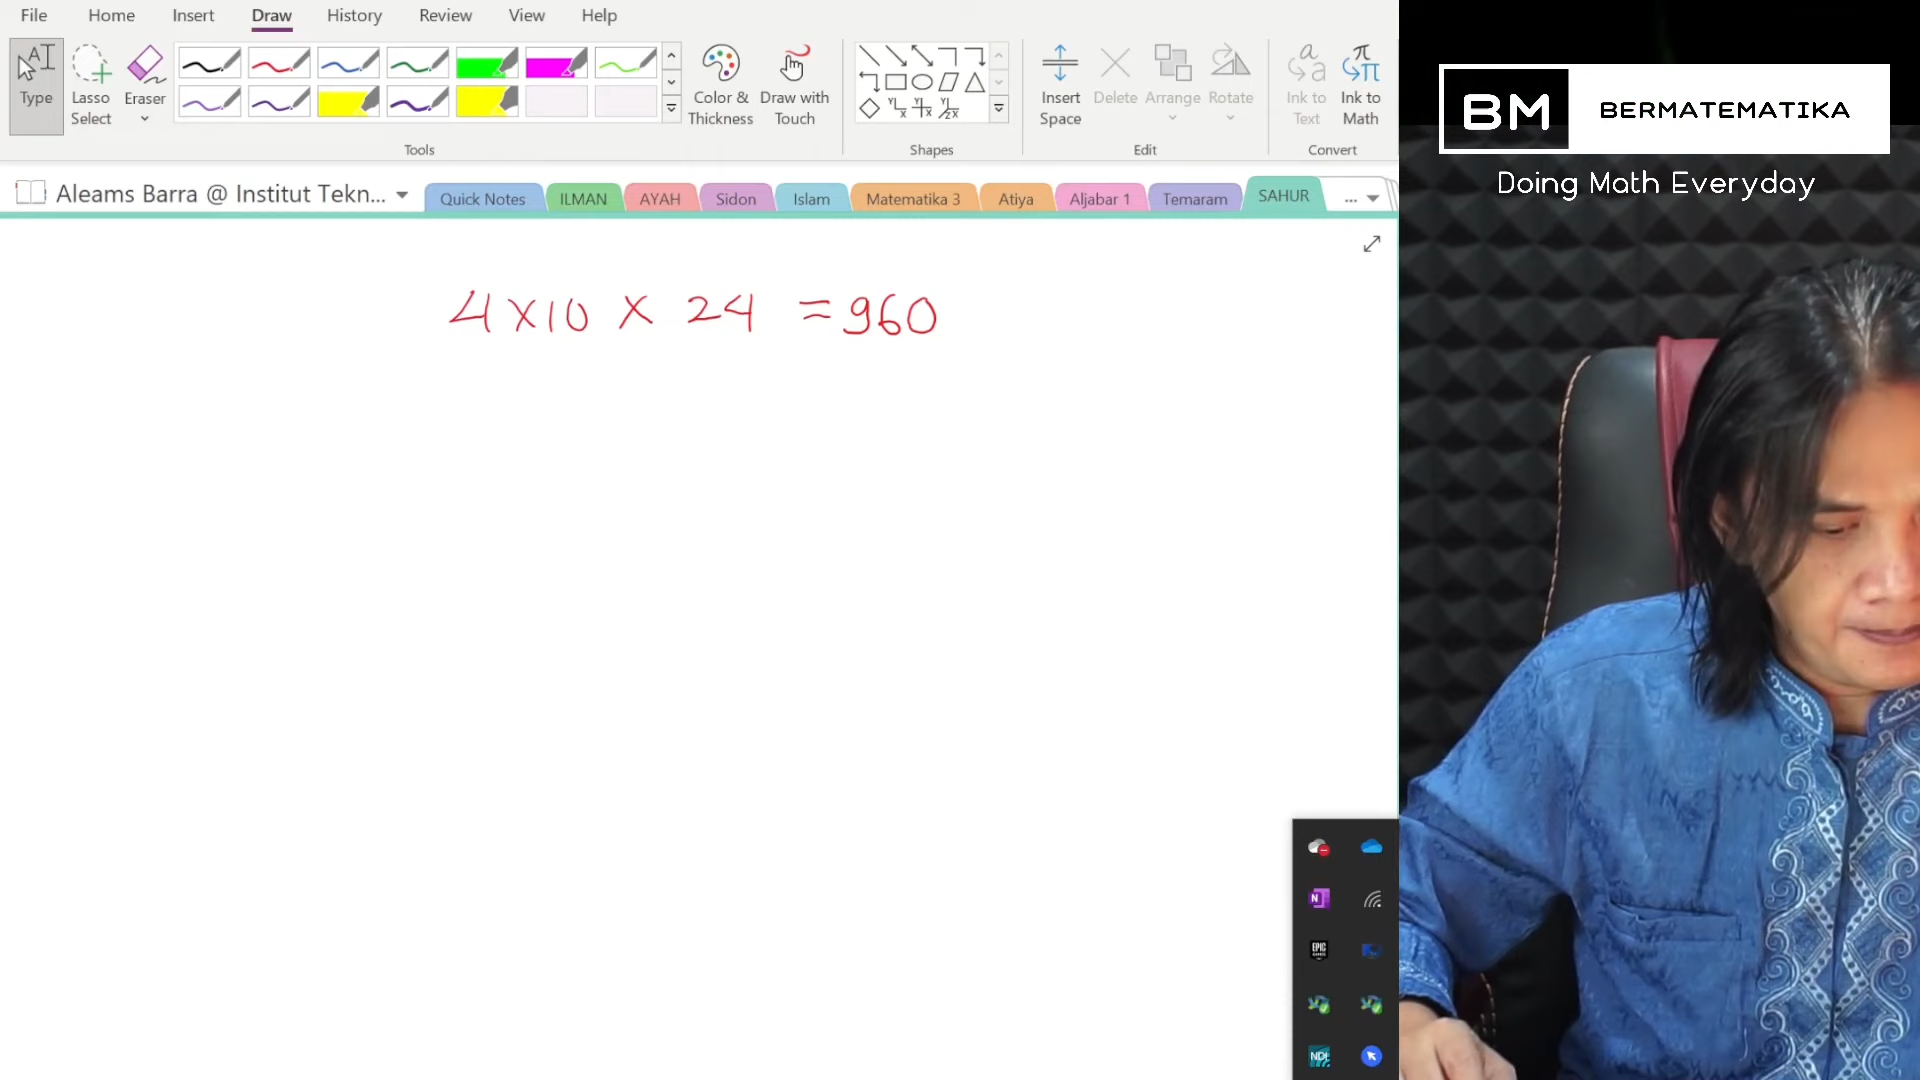 File Home Insert Draw History Review View Help
Type
Lasso Select
Eraser
Color & Thickness
Draw with Touch
Insert Space
Delete
Arrange
Rotate
Ink to Text
Ink to Math
Tools Shapes Edit Convert
Aleams Barra @ Institut Tekn... Quick Notes ILMAN AYAH Sidon Islam Matematika 3 Atiya Aljabar 1 Temaram SAHUR ...
4 x 10 x 24 = 960
BM BERMATEMATIKA
Doing Math Everyday
N
EPIC GAMES
NDI